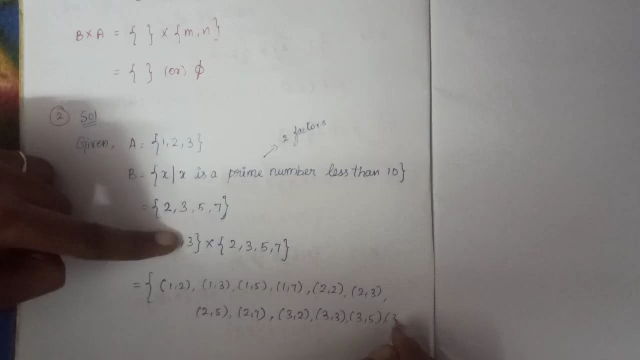 B×A = { } × {m,n}
= { } (or) ϕ
② Sol
Given, A = {1,2,3}
2 factors
B = {x|x is a prime number less than 10}
= {2,3,5,7}
3} × {2,3,5,7}
= { (1,2), (1,3), (1,5), (1,7), (2,2), (2,3),
(2,5), (2,7), (3,2), (3,3) (3,5) (3